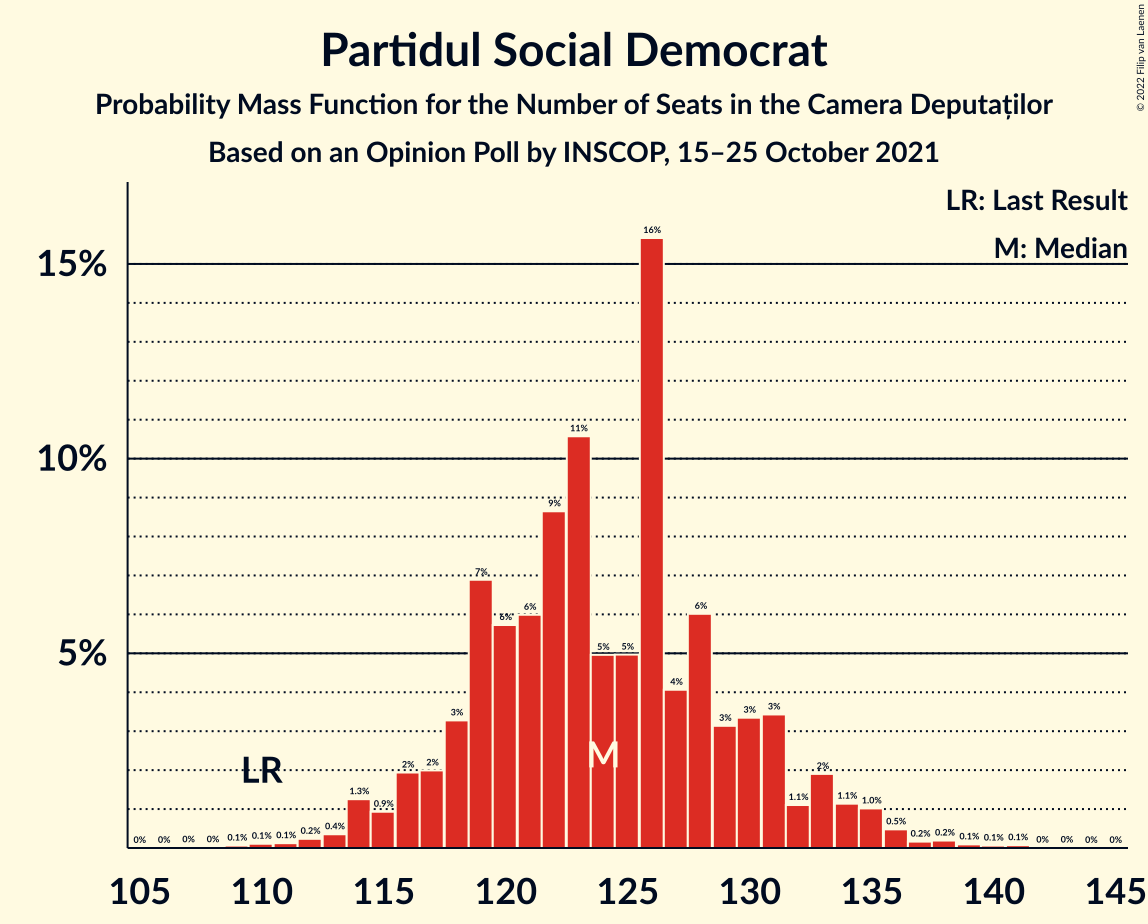 Partidul Social Democrat
Probability Mass Function for the Number of Seats in the Camera Deputaților
Based on an Opinion Poll by INSCOP, 15–25 October 2021
© 2022 Filip van Laenen
LR: Last Result
M: Median
15%
10%
5%
0% 0% 0% 0% 0.1% 0.1% 0.1% 0.2% 0.4% 1.3% 0.9% 2% 2% 3% 7% 6% 6% 9% 11% 5% 5% 16% 4% 6% 3% 3% 3% 1.1% 2% 1.1% 1.0% 0.5% 0.2% 0.2% 0.1% 0.1% 0.1% 0% 0% 0% 0%
LR
M
105 110 115 120 125 130 135 140 145